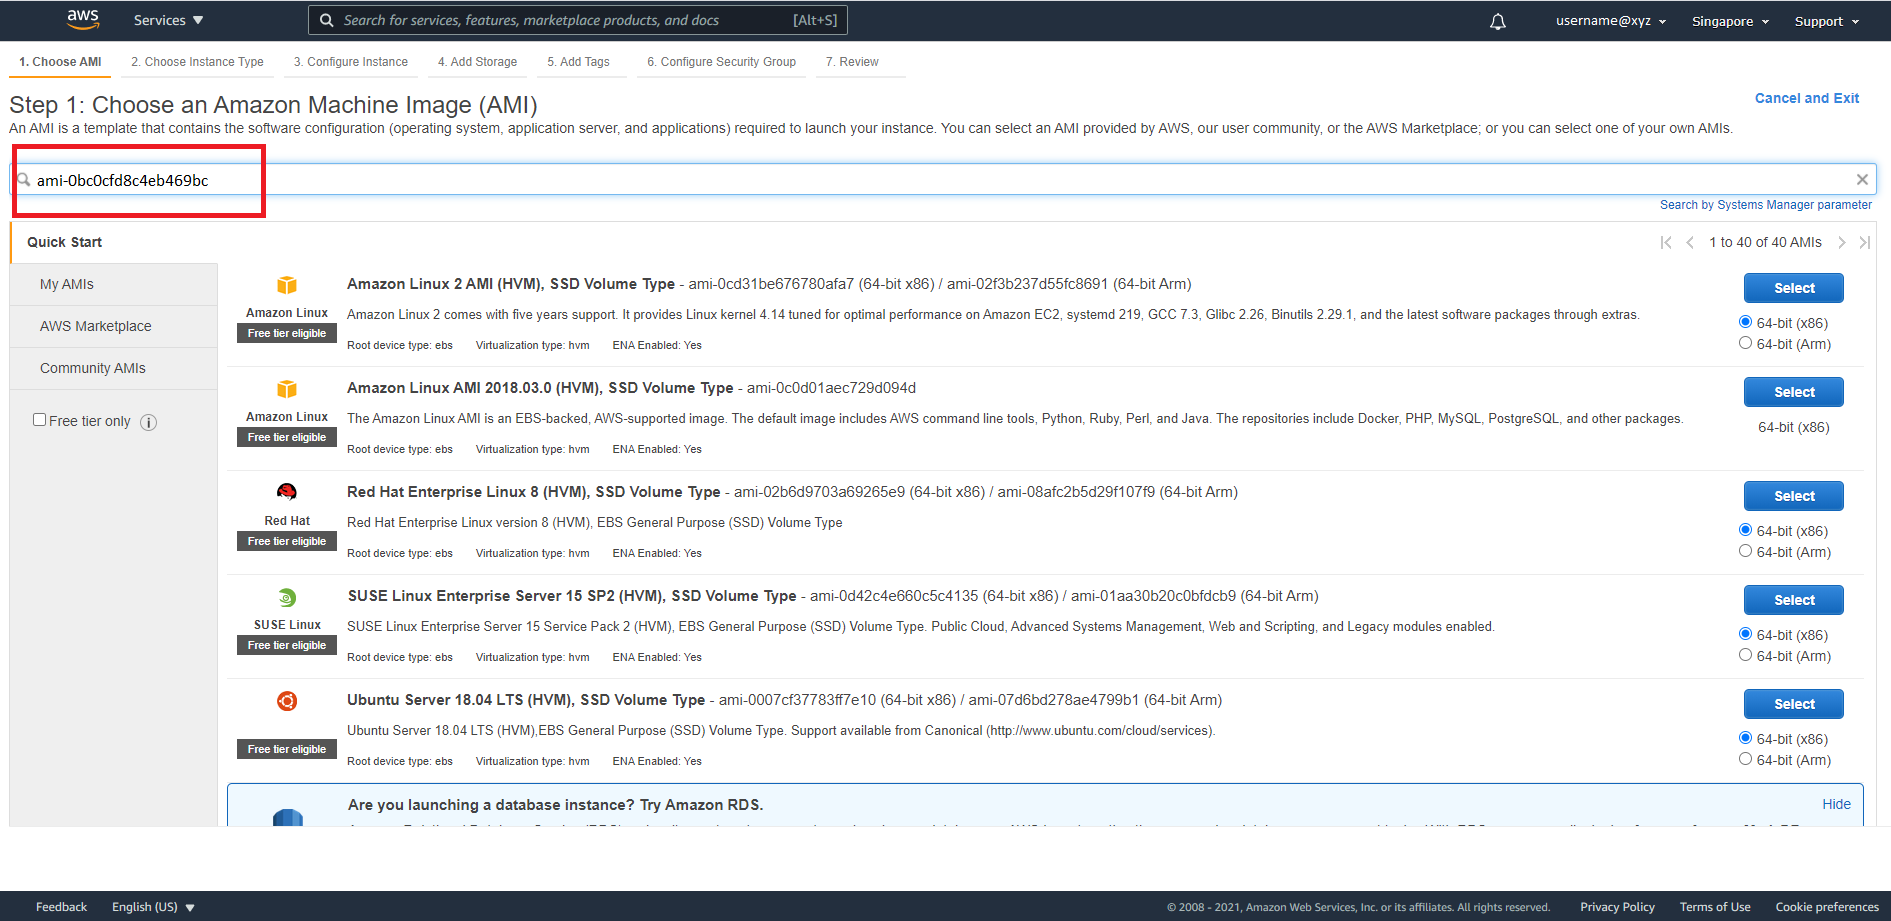 aws Services Search for services, features, marketplace products, and docs [Alt+S] username@xyz Singapore Support
1. Choose AMI 2. Choose Instance Type 3. Configure Instance 4. Add Storage 5. Add Tags 6. Configure Security Group 7. Review
Step 1: Choose an Amazon Machine Image (AMI) Cancel and Exit
An AMI is a template that contains the software configuration (operating system, application server, and applications) required to launch your instance. You can select an AMI provided by AWS, our user community, or the AWS Marketplace; or you can select one of your own AMIs.
ami-0bc0cfd8c4eb469bc
Search by Systems Manager parameter
Quick Start 1 to 40 of 40 AMIs
My AMIs
AWS Marketplace
Community AMIs
Free tier only
Amazon Linux
Free tier eligible
Amazon Linux 2 AMI (HVM), SSD Volume Type - ami-0cd31be676780afa7 (64-bit x86) / ami-02f3b237d55fc8691 (64-bit Arm)
Amazon Linux 2 comes with five years support. It provides Linux kernel 4.14 tuned for optimal performance on Amazon EC2, systemd 219, GCC 7.3, Glibc 2.26, Binutils 2.29.1, and the latest software packages through extras.
Root device type: ebs Virtualization type: hvm ENA Enabled: Yes
Select
64-bit (x86)
64-bit (Arm)
Amazon Linux
Free tier eligible
Amazon Linux AMI 2018.03.0 (HVM), SSD Volume Type - ami-0c0d01aec729d094d
The Amazon Linux AMI is an EBS-backed, AWS-supported image. The default image includes AWS command line tools, Python, Ruby, Perl, and Java. The repositories include Docker, PHP, MySQL, PostgreSQL, and other packages.
Root device type: ebs Virtualization type: hvm ENA Enabled: Yes
Select
64-bit (x86)
Red Hat
Free tier eligible
Red Hat Enterprise Linux 8 (HVM), SSD Volume Type - ami-02b6d9703a69265e9 (64-bit x86) / ami-08afc2b5d29f107f9 (64-bit Arm)
Red Hat Enterprise Linux version 8 (HVM), EBS General Purpose (SSD) Volume Type
Root device type: ebs Virtualization type: hvm ENA Enabled: Yes
Select
64-bit (x86)
64-bit (Arm)
SUSE Linux
Free tier eligible
SUSE Linux Enterprise Server 15 SP2 (HVM), SSD Volume Type - ami-0d42c4e660c5c4135 (64-bit x86) / ami-01aa30b20c0bfdcb9 (64-bit Arm)
SUSE Linux Enterprise Server 15 Service Pack 2 (HVM), EBS General Purpose (SSD) Volume Type. Public Cloud, Advanced Systems Management, Web and Scripting, and Legacy modules enabled.
Root device type: ebs Virtualization type: hvm ENA Enabled: Yes
Select
64-bit (x86)
64-bit (Arm)
Free tier eligible
Ubuntu Server 18.04 LTS (HVM), SSD Volume Type - ami-0007cf37783ff7e10 (64-bit x86) / ami-07d6bd278ae4799b1 (64-bit Arm)
Ubuntu Server 18.04 LTS (HVM),EBS General Purpose (SSD) Volume Type. Support available from Canonical (http://www.ubuntu.com/cloud/services).
Root device type: ebs Virtualization type: hvm ENA Enabled: Yes
Select
64-bit (x86)
64-bit (Arm)
Are you launching a database instance? Try Amazon RDS. Hide
Feedback English (US) © 2008 - 2021, Amazon Web Services, Inc. or its affiliates. All rights reserved. Privacy Policy Terms of Use Cookie preferences